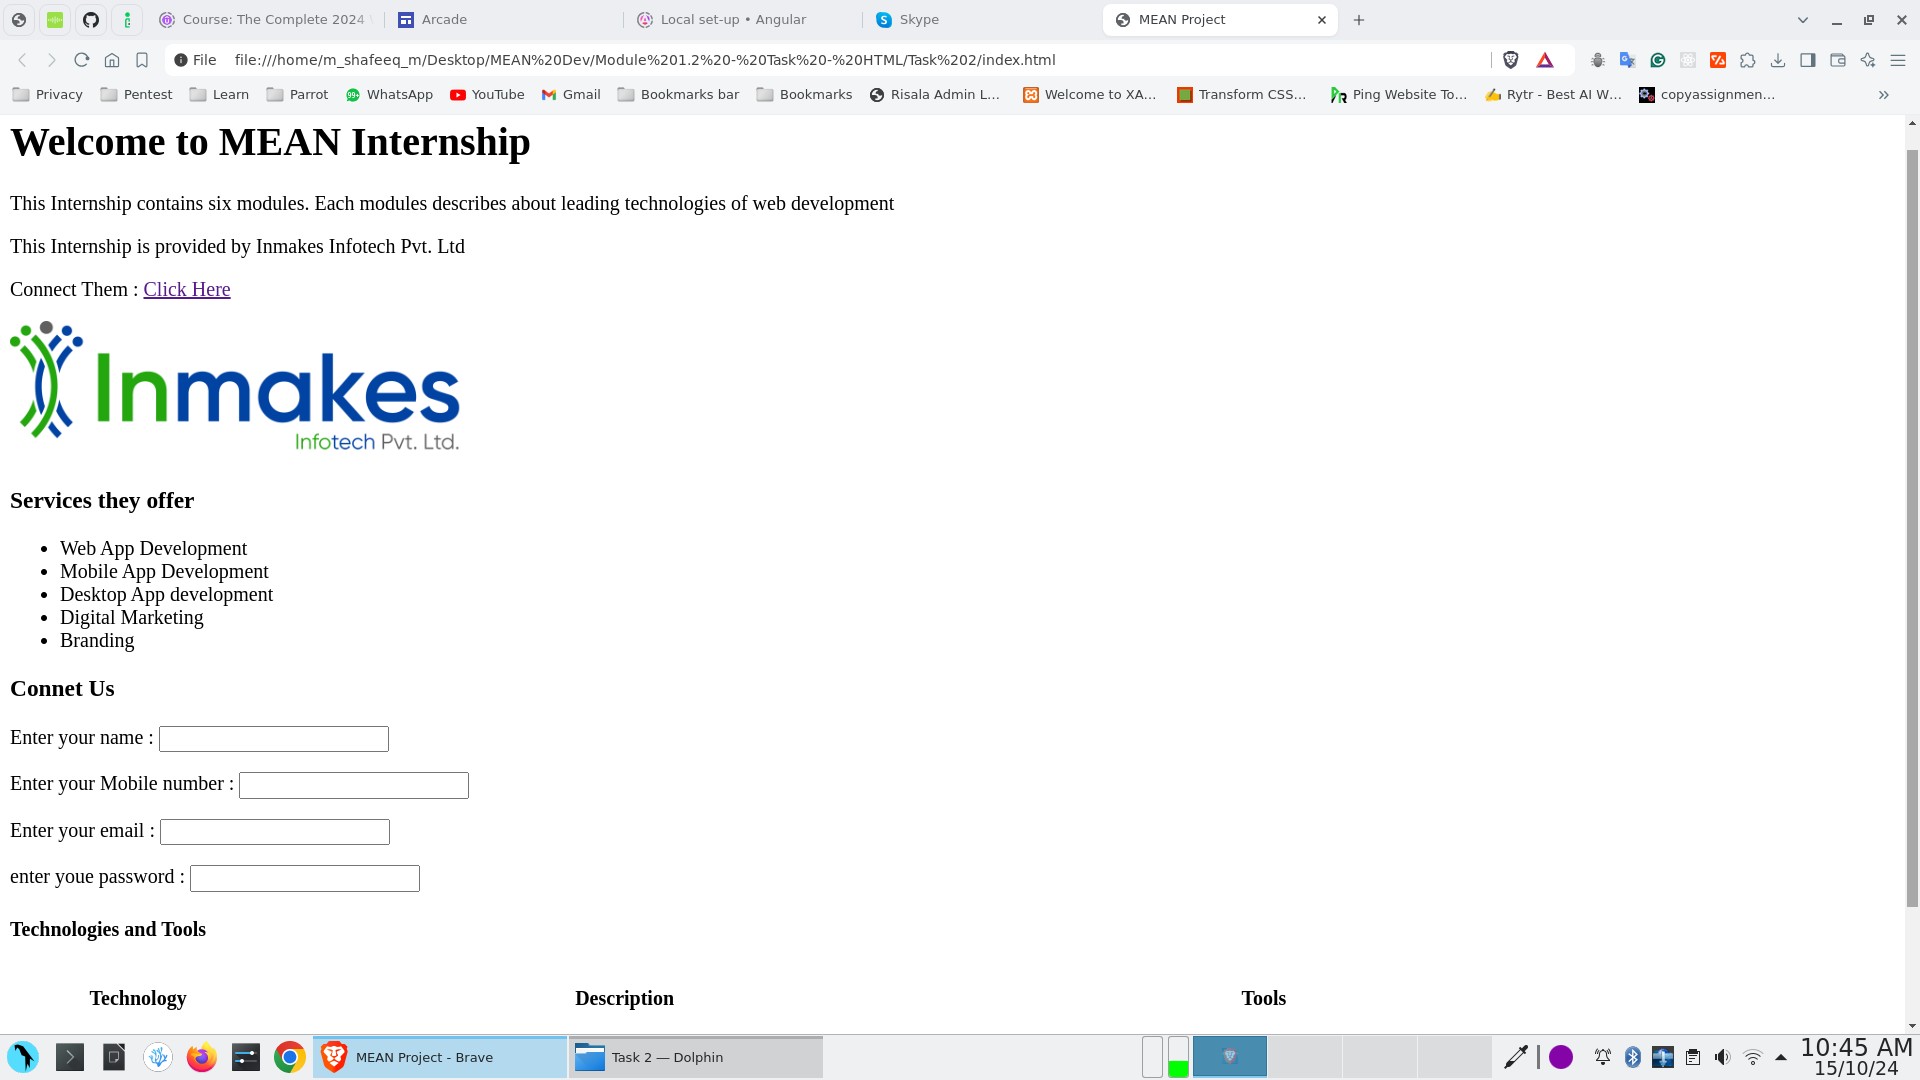 Course: The Complete 2024
Arcade
Local set-up • Angular
Skype
MEAN Project
File file:///home/m_shafeeq_m/Desktop/MEAN%20Dev/Module%201.2%20-%20Task%20-%20HTML/Task%202/index.html
Privacy Pentest Learn Parrot WhatsApp YouTube Gmail Bookmarks bar Bookmarks Risala Admin L... Welcome to XA... Transform CSS... Ping Website To... Rytr - Best AI W... copyassignmen...
Welcome to MEAN Internship
This Internship contains six modules. Each modules describes about leading technologies of web development
This Internship is provided by Inmakes Infotech Pvt. Ltd
Connect Them : Click Here
Inmakes
Infotech Pvt. Ltd.
Services they offer
• Web App Development
• Mobile App Development
• Desktop App development
• Digital Marketing
• Branding
Connet Us
Enter your name :
Enter your Mobile number :
Enter your email :
enter youe password :
Technologies and Tools
Technology Description Tools
MEAN Project - Brave
Task 2 — Dolphin
10:45 AM
15/10/24